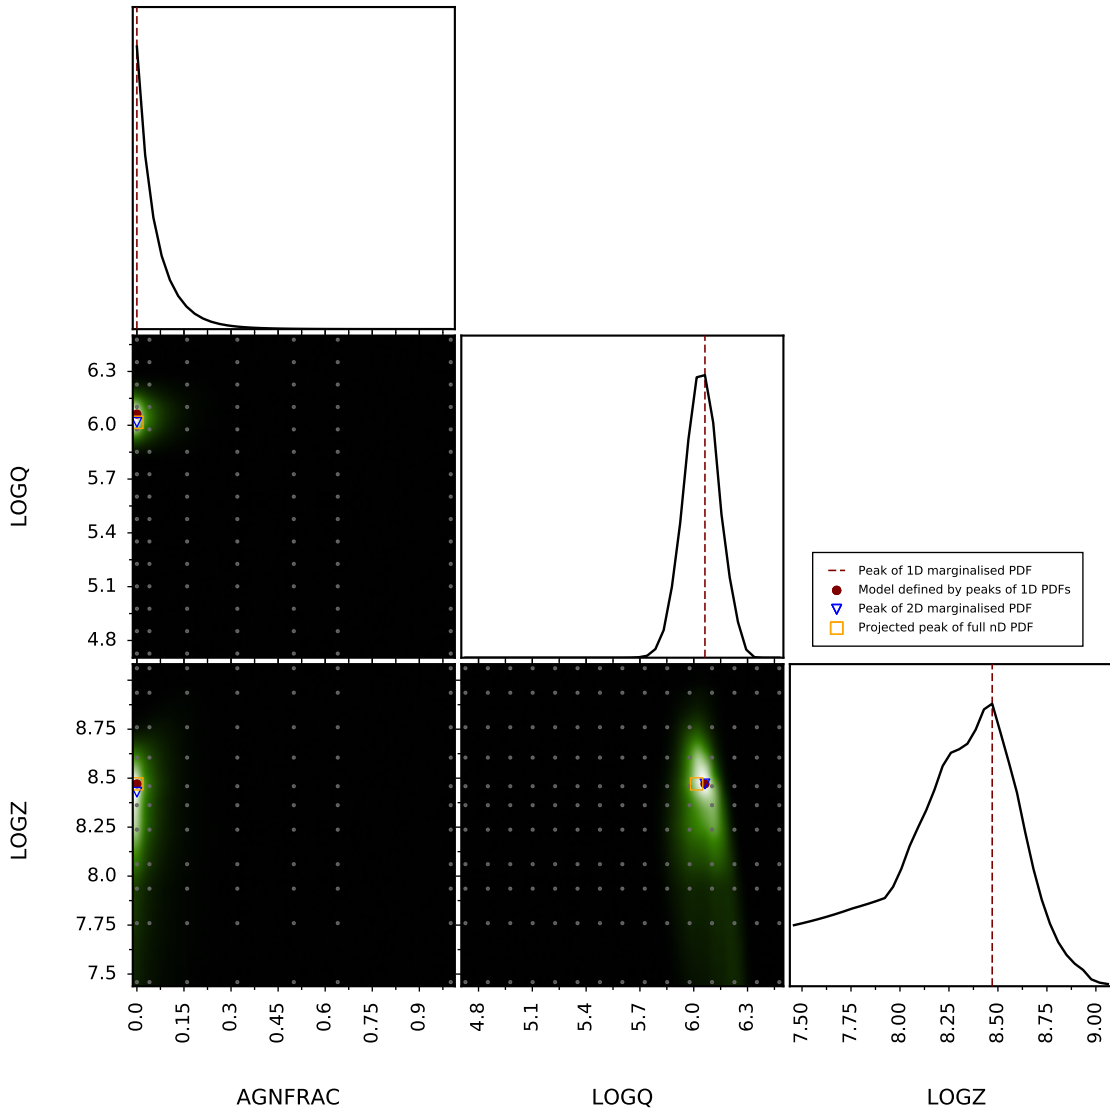 6.3
6.0
5.7
5.4
5.1
4.8
LOGQ
Peak of 1D marginalised PDF
Model defined by peaks of 1D PDFs
Peak of 2D marginalised PDF
Projected peak of full nD PDF
8.75
8.5
8.25
8.0
7.75
7.5
LOGZ
0.0 0.15 0.3 0.45 0.6 0.75 0.9
4.8 5.1 5.4 5.7 6.0 6.3
7.50 7.75 8.00 8.25 8.50 8.75 9.00
AGNFRAC LOGQ LOGZ